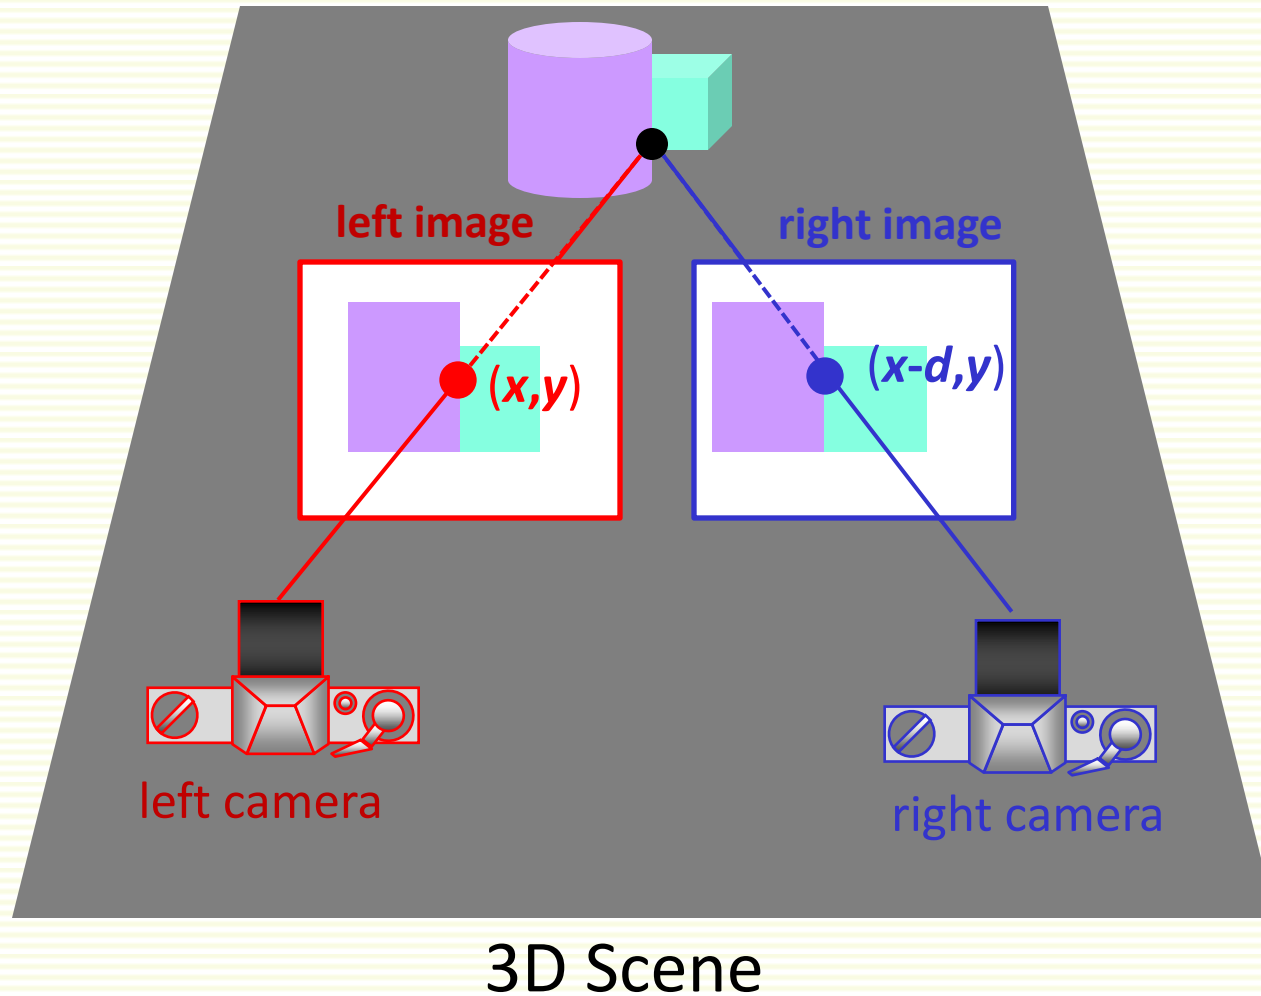 left image
right image
(x,y)
(x-d,y)
left camera
right camera
3D Scene